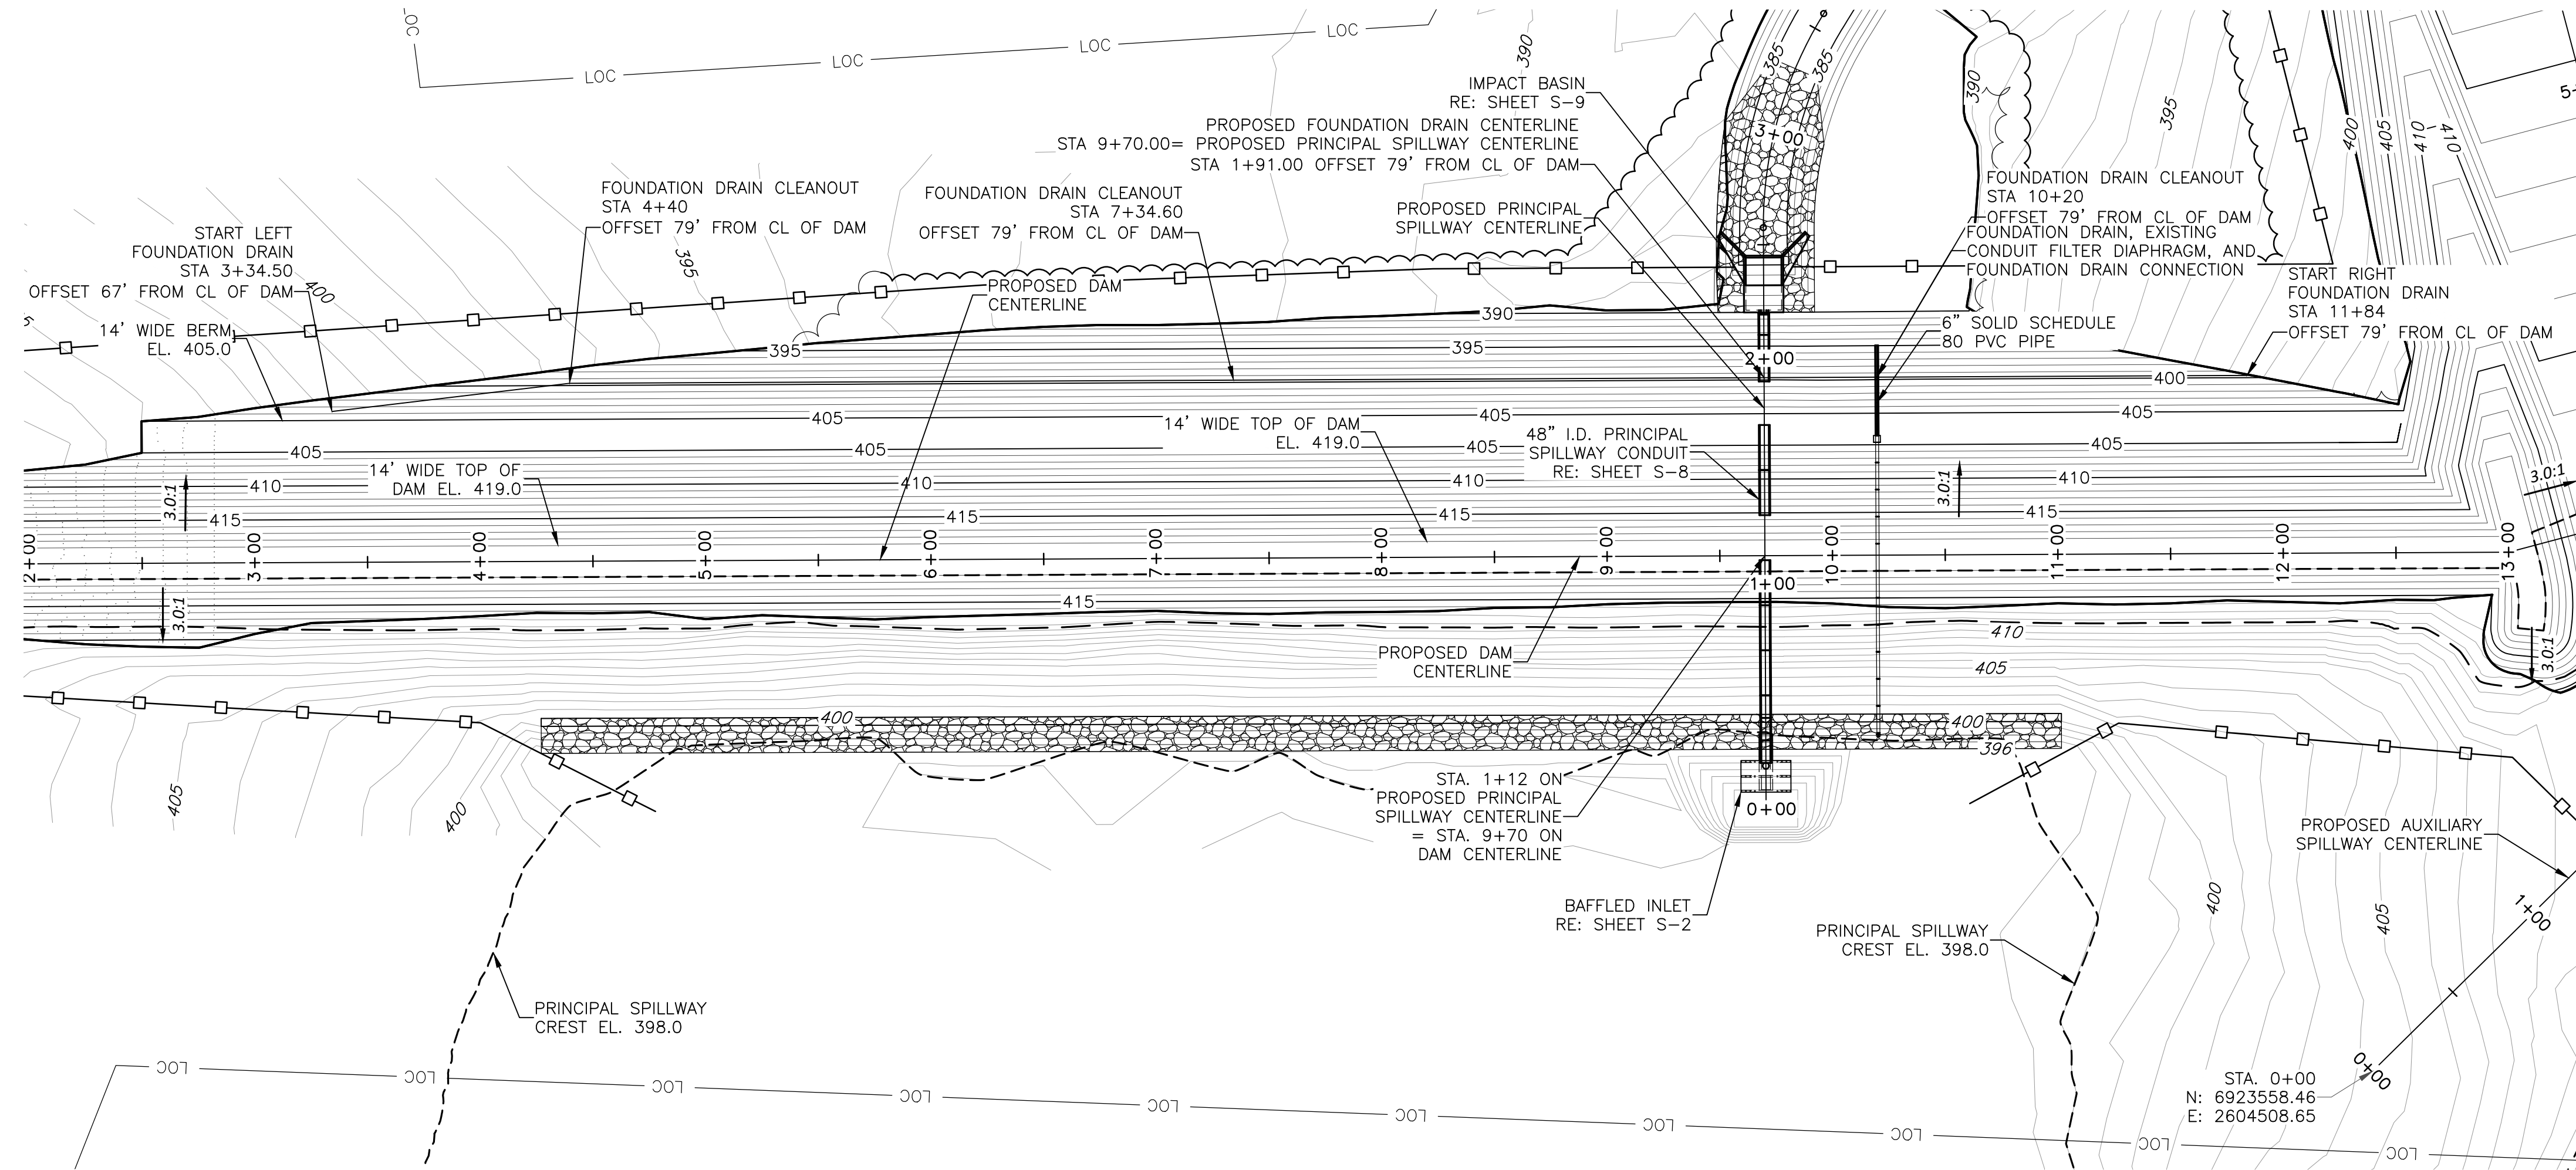 LOC
LOC
LOC
LOC
LOC
390
385
385
390
395
400
405
410
410
3+00
IMPACT BASIN
RE: SHEET S-9
PROPOSED FOUNDATION DRAIN CENTERLINE
STA 9+70.00= PROPOSED PRINCIPAL SPILLWAY CENTERLINE
STA 1+91.00 OFFSET 79' FROM CL OF DAM
PROPOSED PRINCIPAL
SPILLWAY CENTERLINE
FOUNDATION DRAIN CLEANOUT
STA 4+40
OFFSET 79' FROM CL OF DAM
FOUNDATION DRAIN CLEANOUT
STA 7+34.60
OFFSET 79' FROM CL OF DAM
FOUNDATION DRAIN CLEANOUT
STA 10+20
OFFSET 79' FROM CL OF DAM
FOUNDATION DRAIN, EXISTING
CONDUIT FILTER DIAPHRAGM, AND
FOUNDATION DRAIN CONNECTION
START LEFT
FOUNDATION DRAIN
STA 3+34.50
OFFSET 67' FROM CL OF DAM
400
395
14' WIDE BERM
EL. 405.0
PROPOSED DAM
CENTERLINE
START RIGHT
FOUNDATION DRAIN
STA 11+84
OFFSET 79' FROM CL OF DAM
6" SOLID SCHEDULE
80 PVC PIPE
390
395
395
2+00
400
405
405
405
14' WIDE TOP OF DAM
EL. 419.0
48" I.D. PRINCIPAL
SPILLWAY CONDUIT
RE: SHEET S-8
405
405
405
405
14' WIDE TOP OF
DAM EL. 419.0
410
410
410
410
3.0:1
3.0:1
3.0:1
415
415
415
415
2+00
3+00
4+00
5+00
6+00
7+00
8+00
9+00
10+00
11+00
12+00
13+00
1+00
415
3.0:1
3.0:1
410
405
PROPOSED DAM
CENTERLINE
400
400
396
405
400
STA. 1+12 ON
PROPOSED PRINCIPAL
SPILLWAY CENTERLINE
= STA. 9+70 ON
DAM CENTERLINE
0+00
PROPOSED AUXILIARY
SPILLWAY CENTERLINE
BAFFLED INLET
RE: SHEET S-2
400
405
1+00
PRINCIPAL SPILLWAY
CREST EL. 398.0
PRINCIPAL SPILLWAY
CREST EL. 398.0
0+00
STA. 0+00
N: 6923558.46
E: 2604508.65
LOC
LOC
LOC
LOC
LOC
LOC
LOC
LOC
LOC
LOC